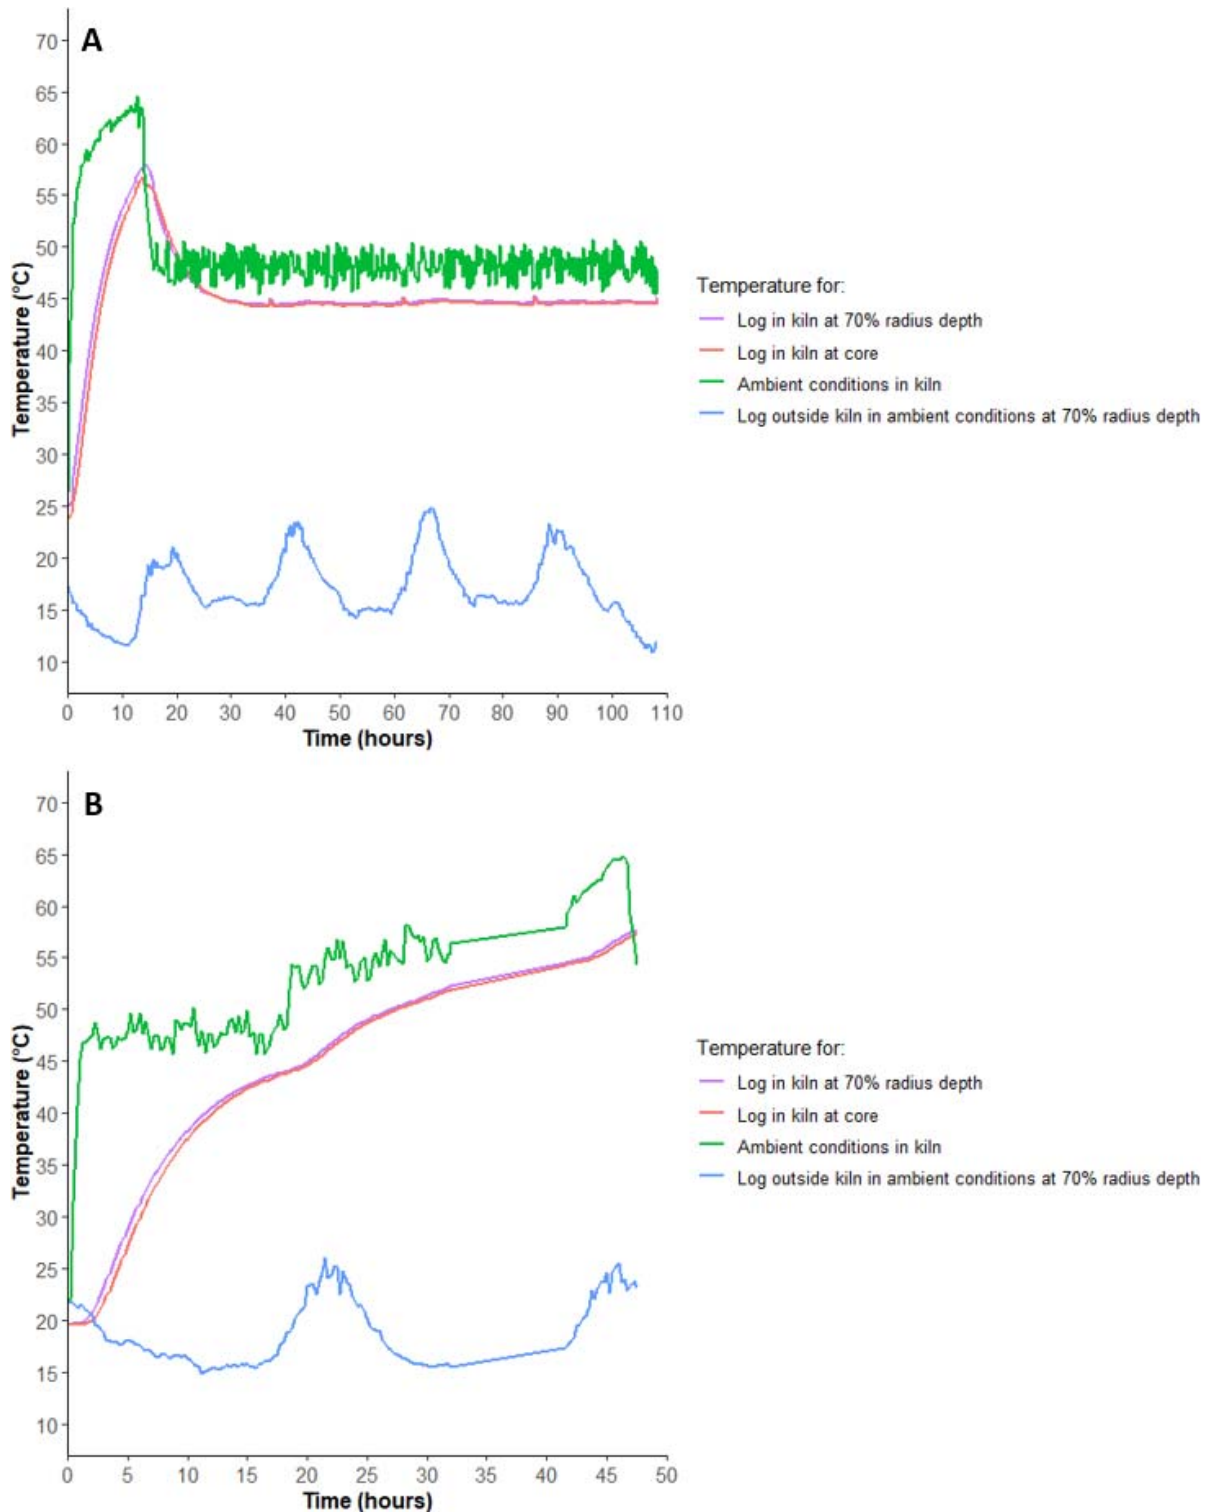 A
70
65
60
55
50
45
40
35
30
25
20
15
10
Temperature (°C)
0 10 20 30 40 50 60 70 80 90 100 110
Time (hours)
Temperature for:
Log in kiln at 70% radius depth
Log in kiln at core
Ambient conditions in kiln
Log outside kiln in ambient conditions at 70% radius depth
B
70
65
60
55
50
45
40
35
30
25
20
15
10
Temperature (°C)
0 5 10 15 20 25 30 35 40 45 50
Time (hours)
Temperature for:
Log in kiln at 70% radius depth
Log in kiln at core
Ambient conditions in kiln
Log outside kiln in ambient conditions at 70% radius depth